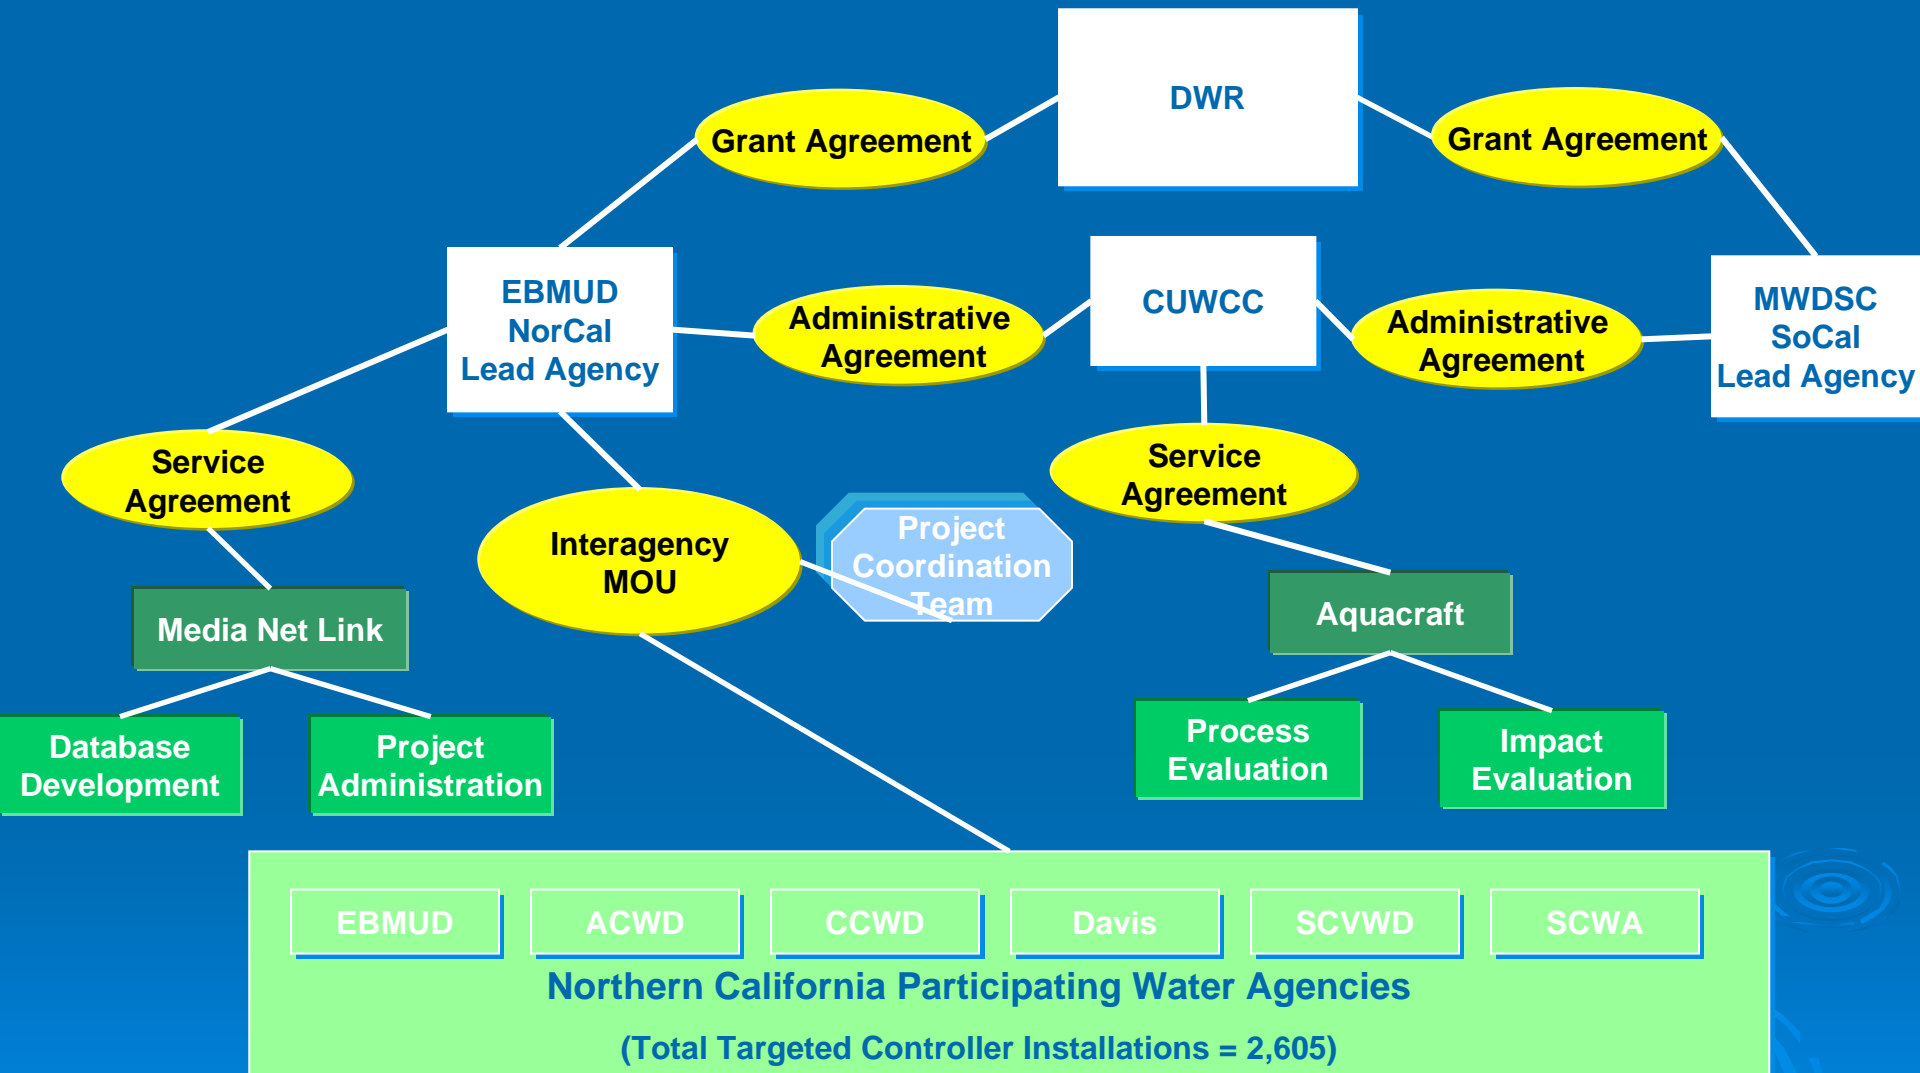 DWR
Grant Agreement
Grant Agreement
EBMUD
NorCal
Lead Agency
Administrative
Agreement
CUWCC
Administrative
Agreement
MWDSC
SoCal
Lead Agency
Service
Agreement
Interagency
MOU
Project
Coordination
Team
Service
Agreement
Media Net Link
Aquacraft
Database
Development
Project
Administration
Process
Evaluation
Impact
Evaluation
EBMUD
ACWD
CCWD
Davis
SCVWD
SCWA
Northern California Participating Water Agencies
(Total Targeted Controller Installations = 2,605)